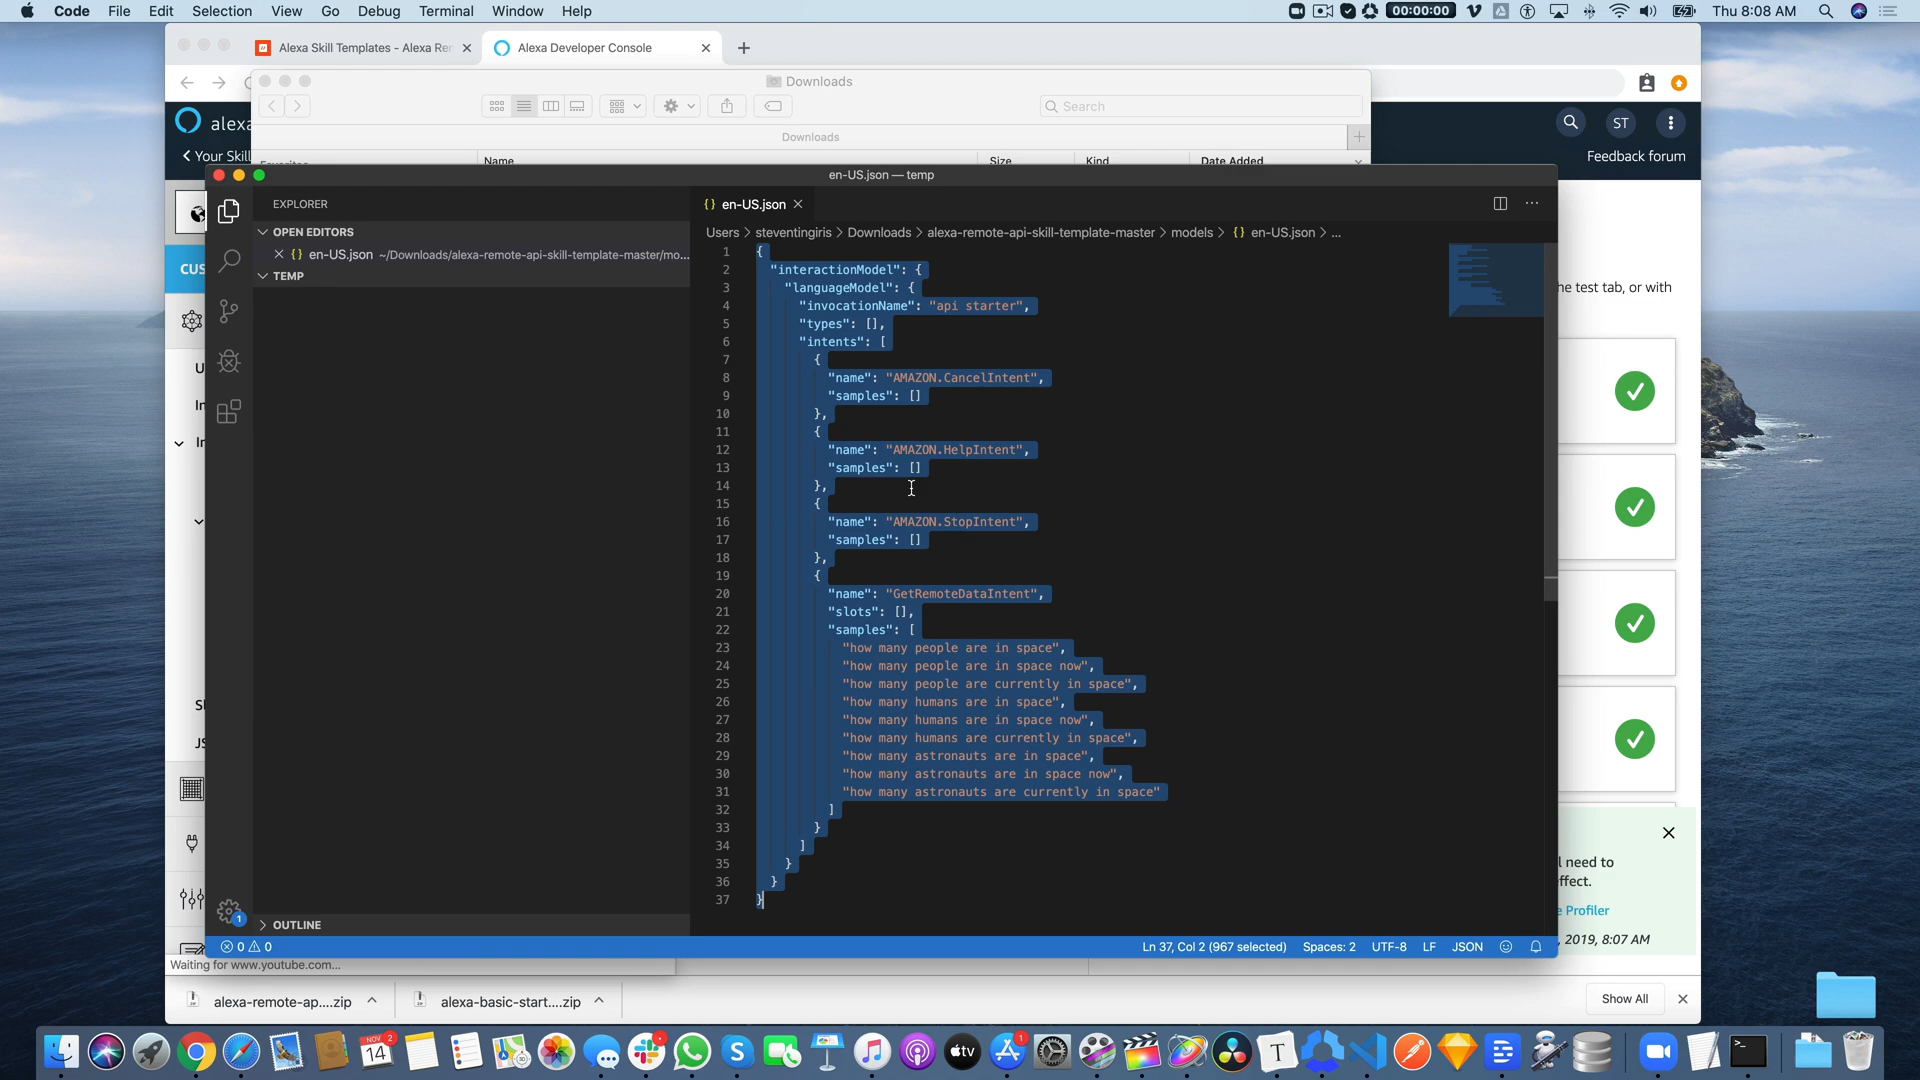 Code File Edit Selection View Go Debug Terminal Window Help 00:00:00 Thu 8:08 AM
Alexa Skill Templates - Alexa Re
Alexa Developer Console
Downloads
Search
alexa
Downloads
ST
Your Skill
Feedback forum
Name Size Kind Date Added
en-US.json — temp
EXPLORER
OPEN EDITORS
en-US.json ~/Downloads/alexa-remote-api-skill-template-master/mo...
TEMP
CUS
en-US.json
Users > steventingiris > Downloads > alexa-remote-api-skill-template-master > models > {} en-US.json > ...
1 {
2 "interactionModel": {
3 "languageModel": {
4 "invocationName": "api starter",
5 "types": [],
6 "intents": [
7 {
8 "name": "AMAZON.CancelIntent",
9 "samples": []
10 },
11 {
12 "name": "AMAZON.HelpIntent",
13 "samples": []
14 },
15 {
16 "name": "AMAZON.StopIntent",
17 "samples": []
18 },
19 {
20 "name": "GetRemoteDataIntent",
21 "slots": [],
22 "samples": [
23 "how many people are in space",
24 "how many people are in space now",
25 "how many people are currently in space",
26 "how many humans are in space",
27 "how many humans are in space now",
28 "how many humans are currently in space",
29 "how many astronauts are in space",
30 "how many astronauts are in space now",
31 "how many astronauts are currently in space"
32 ]
33 }
34 ]
35 }
36 }
37 }
he test tab, or with
l need to
ffect.
e Profiler
, 2019, 8:07 AM
OUTLINE
1
0 0
Ln 37, Col 2 (967 selected) Spaces: 2 UTF-8 LF JSON
Waiting for www.youtube.com...
alexa-remote-ap....zip
alexa-basic-start....zip
Show All
NOV
14
2
tv
1
T